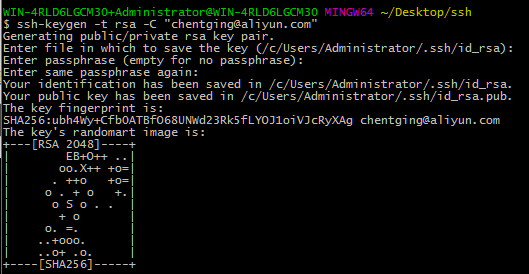 WIN-4RLD6LGCM3O+Administrator@WIN-4RLD6LGCM3O MINGW64 ~/Desktop/ssh
$ ssh-keygen -t rsa -C "chentging@aliyun.com"
Generating public/private rsa key pair.
Enter file in which to save the key (/c/Users/Administrator/.ssh/id_rsa):
Enter passphrase (empty for no passphrase):
Enter same passphrase again:
Your identification has been saved in /c/Users/Administrator/.ssh/id_rsa.
Your public key has been saved in /c/Users/Administrator/.ssh/id_rsa.pub.
The key fingerprint is:
SHA256:ubh4Wy+CfbOATBfO68UNWd23Rk5fLYOJ1oiVJcRyXAg chentging@aliyun.com
The key's randomart image is:
+---[RSA 2048]----+
|        EB+O++ ..|
|       oo.X++ +o=|
|      . ++o   +o=|
|     o . + o   +.|
|      o S o . .  |
|       + o       |
|     o. =.       |
|    ..+ooo.      |
|    ..o+ .o.     |
+----[SHA256]-----+